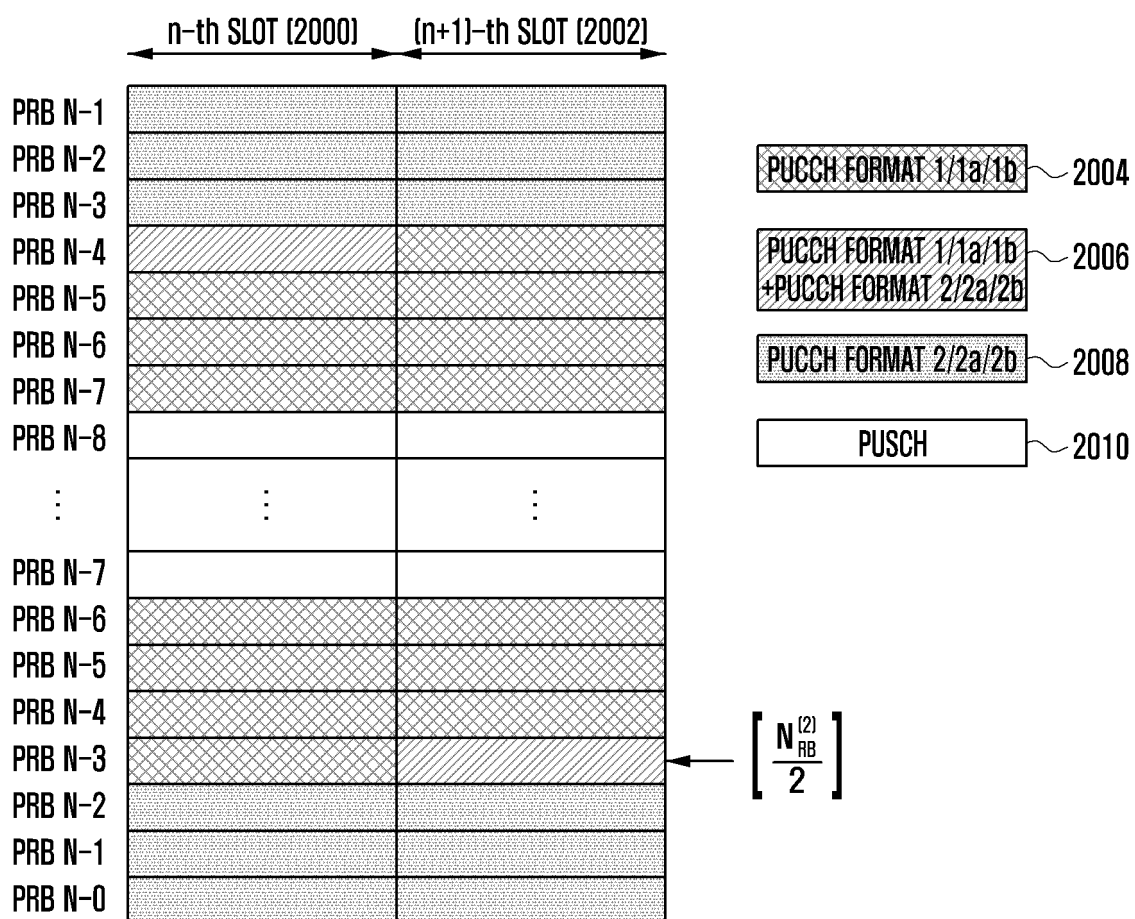 n-th SLOT (2000)
(n+1)-th SLOT (2002)
PRB N-1
PRB N-2
PRB N-3
PRB N-4
PRB N-5
PRB N-6
PRB N-7
PRB N-8
⋮ ⋮ ⋮
PRB N-7
PRB N-6
PRB N-5
PRB N-4
PRB N-3
PRB N-2
PRB N-1
PRB N-0
PUCCH FORMAT 1/1a/1b
2004
PUCCH FORMAT 1/1a/1b
+PUCCH FORMAT 2/2a/2b
2006
PUCCH FORMAT 2/2a/2b
2008
PUSCH
2010
[ N_RB^(2) / 2 ]